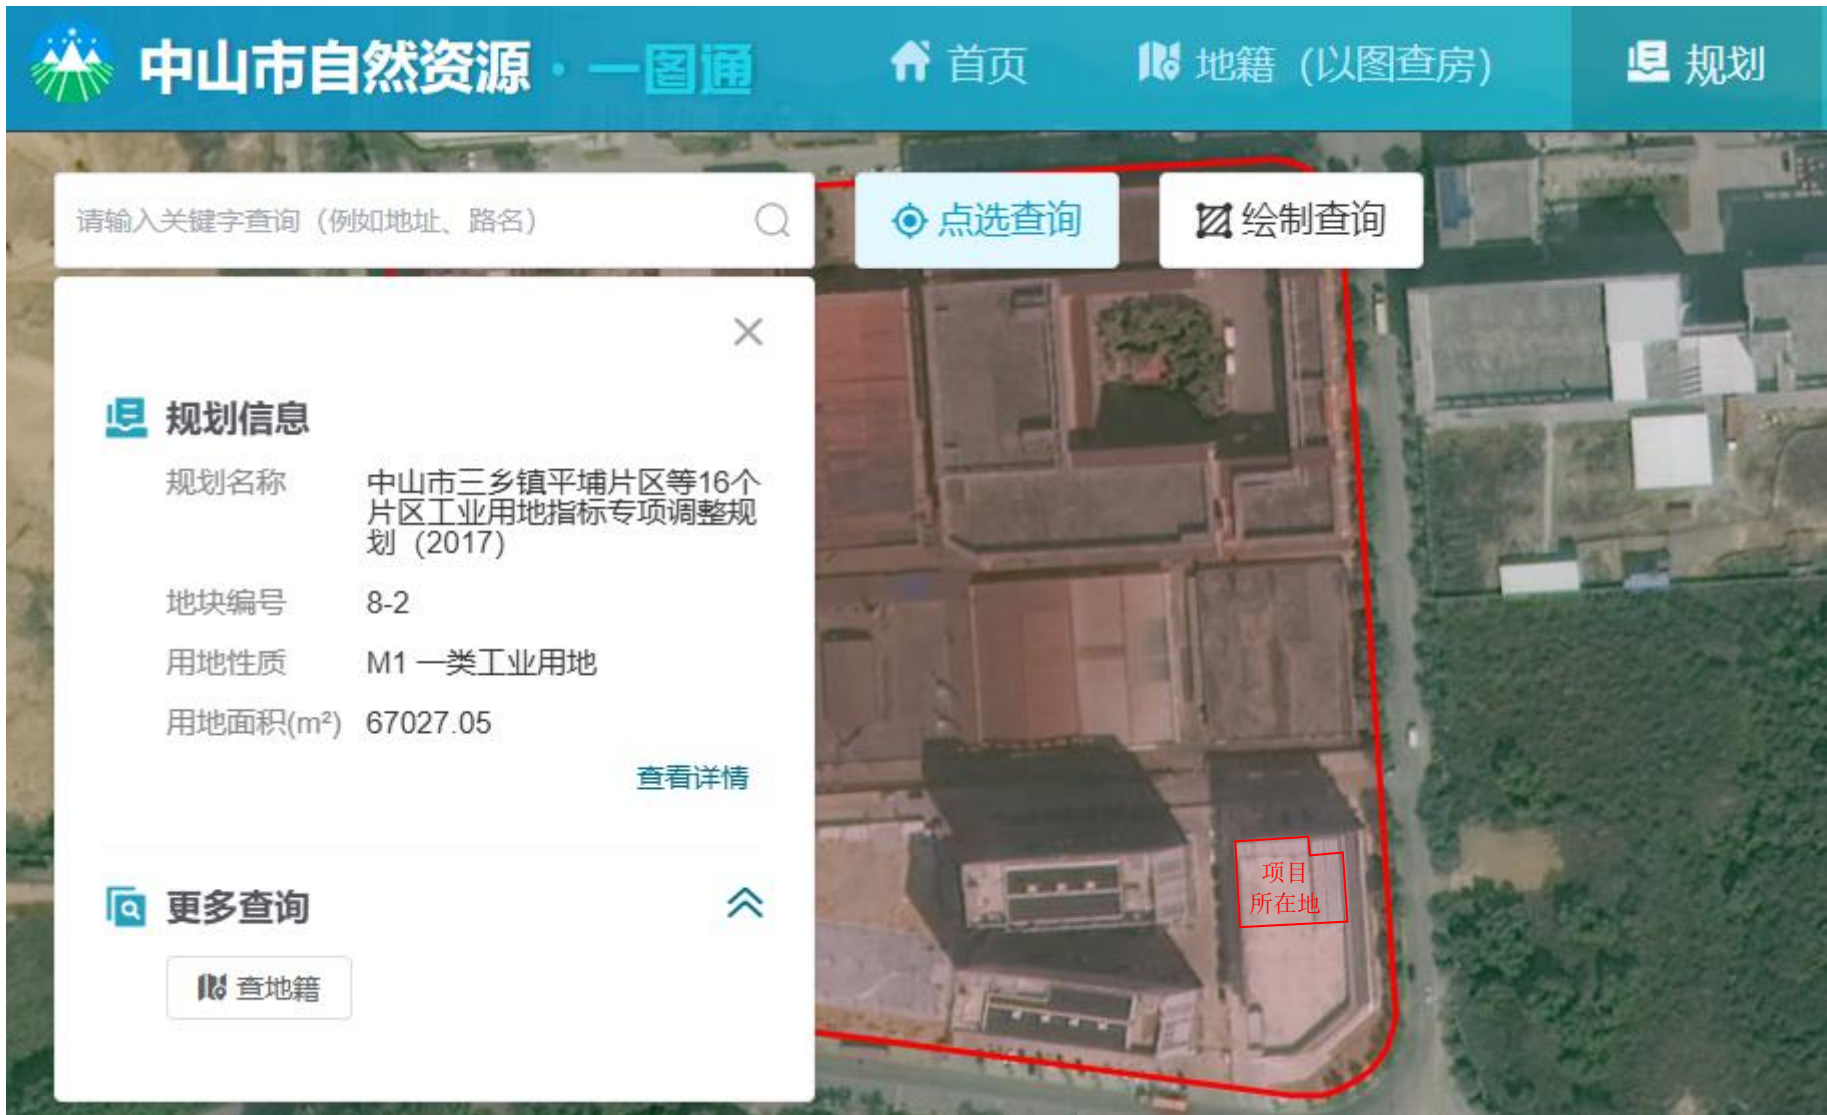 中山市自然资源·一图通
首页
地籍（以图查房）
规划
请输入关键字查询（例如地址、路名）
点选查询
绘制查询
规划信息
规划名称
中山市三乡镇平埔片区等16个
片区工业用地指标专项调整规
划（2017）
地块编号
8-2
用地性质
M1 一类工业用地
用地面积(m²)
67027.05
查看详情
更多查询
查地籍
项目
所在地